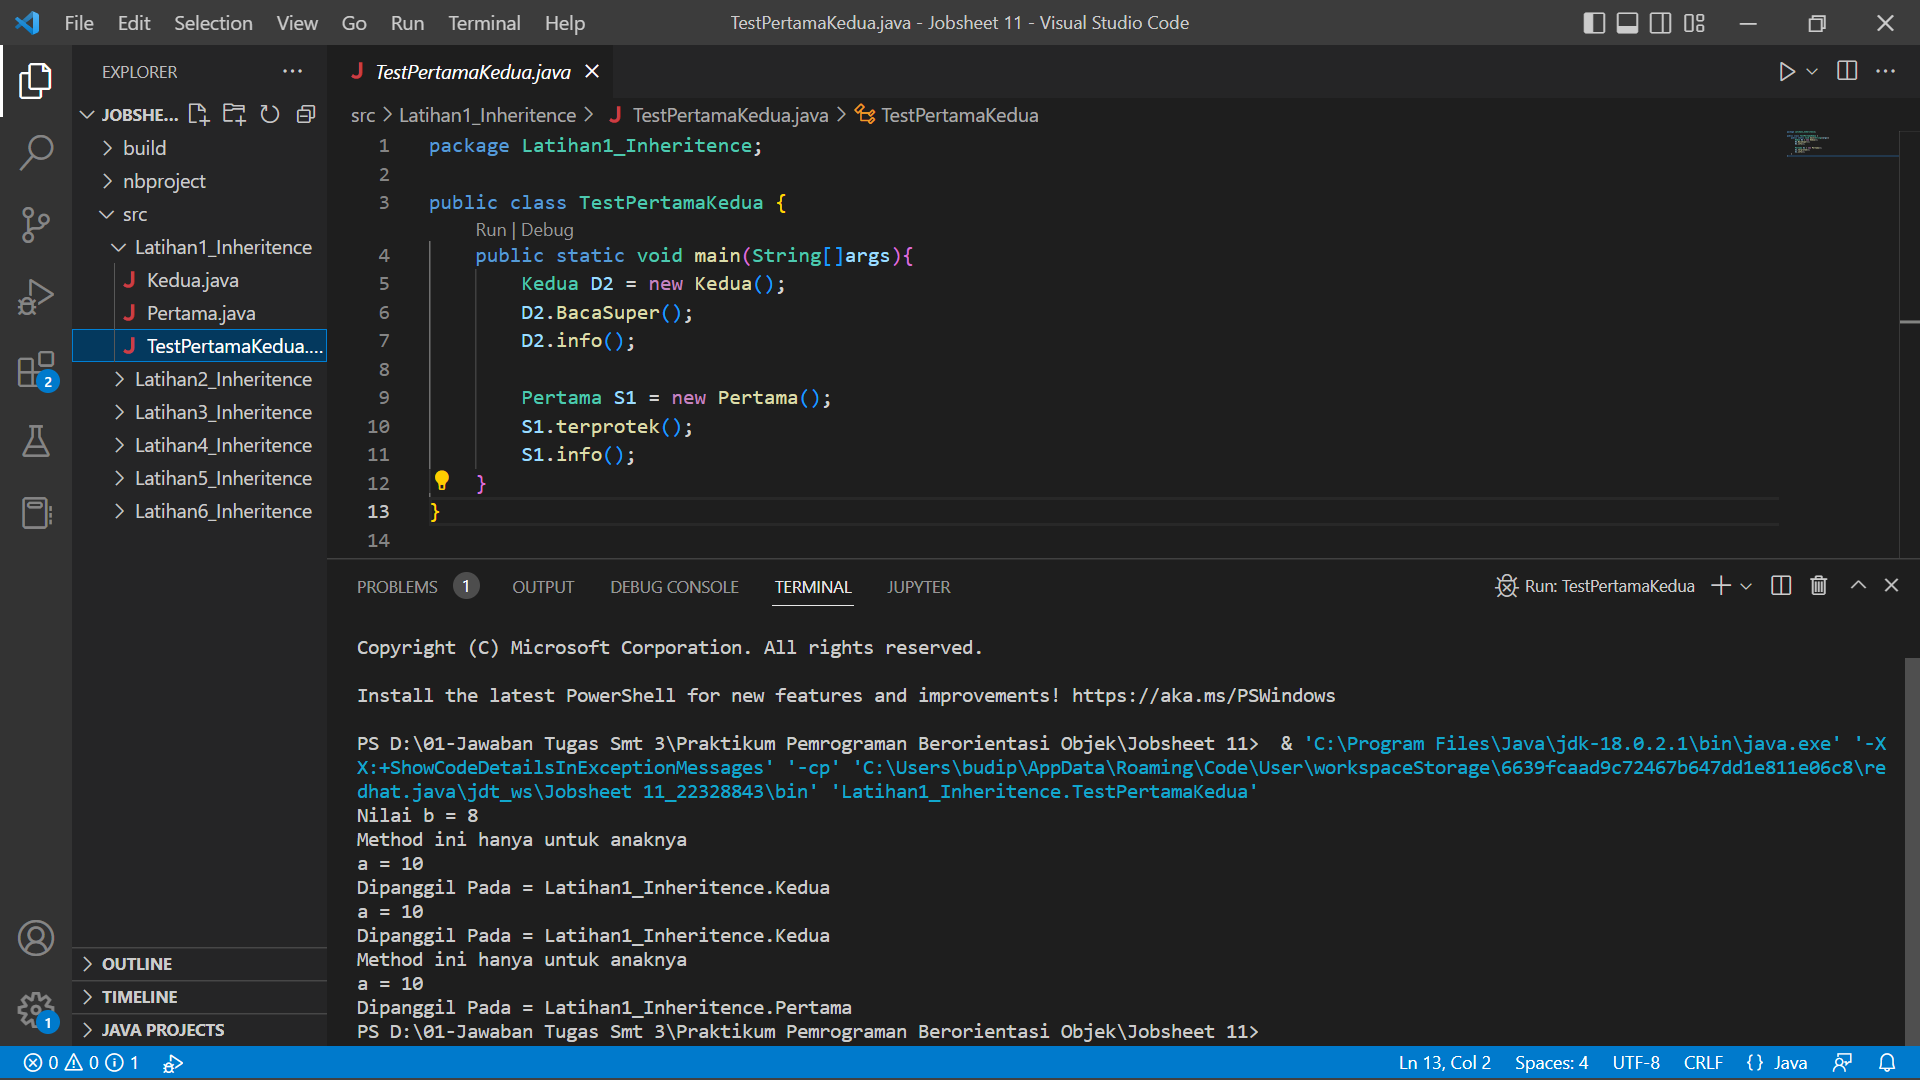 File Edit Selection View Go Run Terminal Help
TestPertamaKedua.java - Jobsheet 11 - Visual Studio Code
EXPLORER
JOBSHE...
build
nbproject
src
Latihan1_Inheritence
Kedua.java
Pertama.java
TestPertamaKedua....
Latihan2_Inheritence
Latihan3_Inheritence
Latihan4_Inheritence
Latihan5_Inheritence
Latihan6_Inheritence
OUTLINE
TIMELINE
JAVA PROJECTS
2
1
TestPertamaKedua.java
src > Latihan1_Inheritence > J TestPertamaKedua.java > TestPertamaKedua
1 package Latihan1_Inheritence;
2
3 public class TestPertamaKedua {
Run | Debug
4 public static void main(String[]args){
5 Kedua D2 = new Kedua();
6 D2.BacaSuper();
7 D2.info();
8
9 Pertama S1 = new Pertama();
10 S1.terprotek();
11 S1.info();
12 }
13 }
14
PROBLEMS 1 OUTPUT DEBUG CONSOLE TERMINAL JUPYTER
Run: TestPertamaKedua
Copyright (C) Microsoft Corporation. All rights reserved.
Install the latest PowerShell for new features and improvements! https://aka.ms/PSWindows
PS D:\01-Jawaban Tugas Smt 3\Praktikum Pemrograman Berorientasi Objek\Jobsheet 11>  & 'C:\Program Files\Java\jdk-18.0.2.1\bin\java.exe' '-X
X:+ShowCodeDetailsInExceptionMessages' '-cp' 'C:\Users\budip\AppData\Roaming\Code\User\workspaceStorage\6639fcaad9c72467b647dd1e811e06c8\re
dhat.java\jdt_ws\Jobsheet 11_22328843\bin' 'Latihan1_Inheritence.TestPertamaKedua'
Nilai b = 8
Method ini hanya untuk anaknya
a = 10
Dipanggil Pada = Latihan1_Inheritence.Kedua
a = 10
Dipanggil Pada = Latihan1_Inheritence.Kedua
Method ini hanya untuk anaknya
a = 10
Dipanggil Pada = Latihan1_Inheritence.Pertama
PS D:\01-Jawaban Tugas Smt 3\Praktikum Pemrograman Berorientasi Objek\Jobsheet 11>
0 0 1
Ln 13, Col 2 Spaces: 4 UTF-8 CRLF {} Java